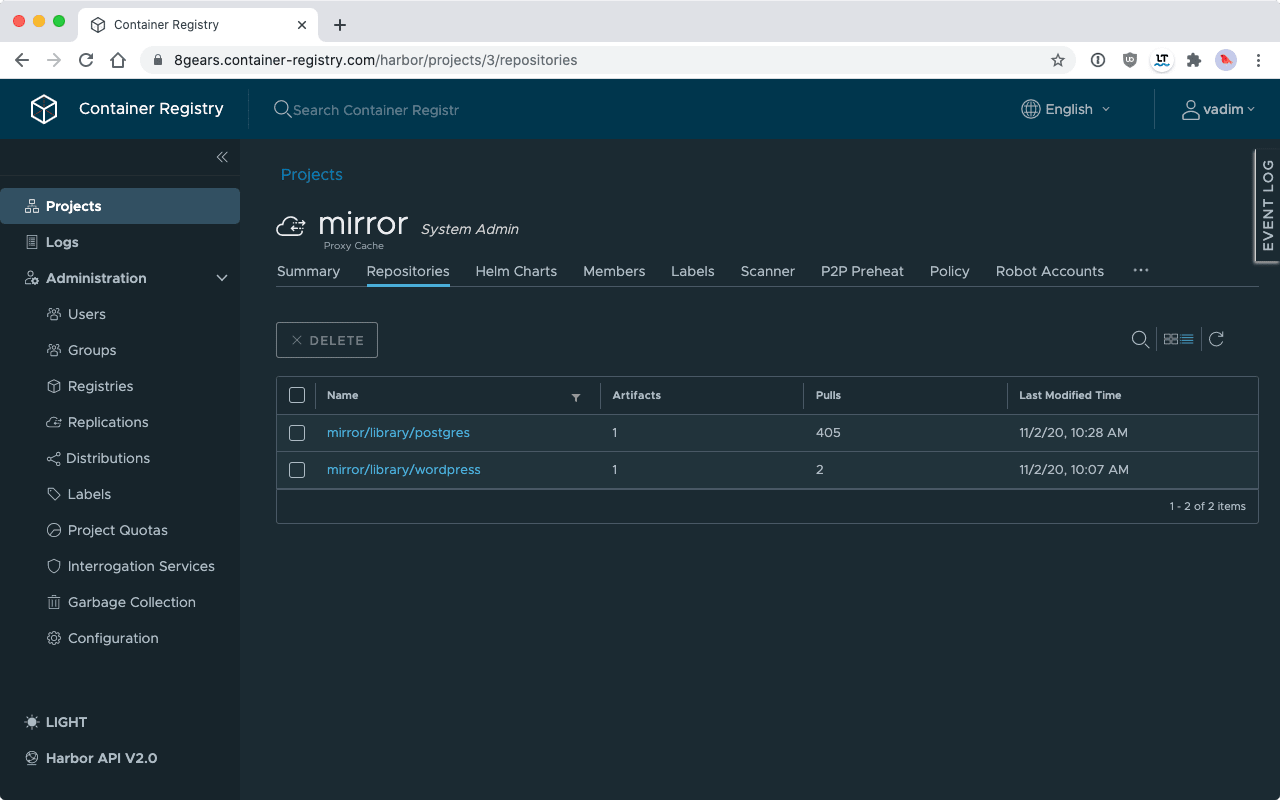 Container Registry
8gears.container-registry.com/harbor/projects/3/repositories
Container Registry
Search Container Registr
English
vadim
EVENT LOG
Projects
Logs
Administration
Users
Groups
Registries
Replications
Distributions
Labels
Project Quotas
Interrogation Services
Garbage Collection
Configuration
LIGHT
Harbor API V2.0
Projects
mirror System Admin
Proxy Cache
Summary Repositories Helm Charts Members Labels Scanner P2P Preheat Policy Robot Accounts ...
DELETE
Name Artifacts Pulls Last Modified Time
mirror/library/postgres 1 405 11/2/20, 10:28 AM
mirror/library/wordpress 1 2 11/2/20, 10:07 AM
1 - 2 of 2 items